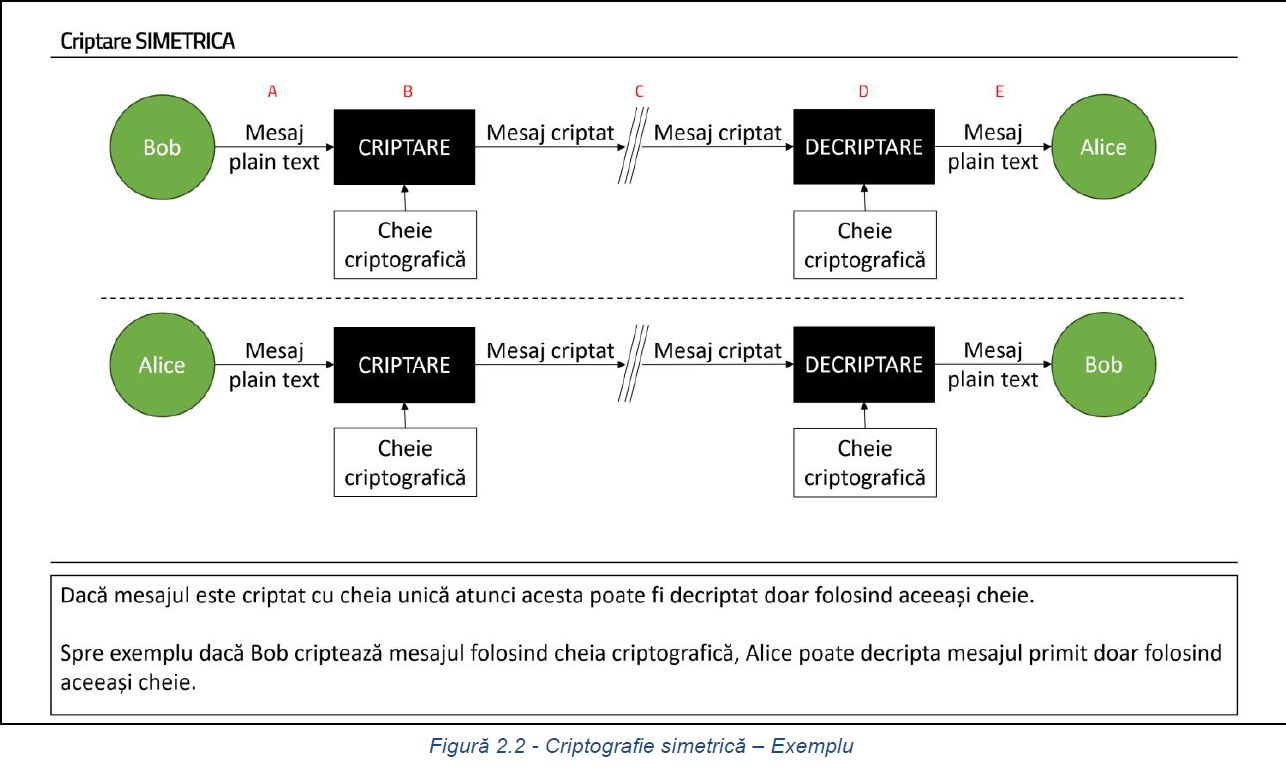 Criptare SIMETRICA
A B C D E
Bob
Mesaj
plain text
CRIPTARE
Mesaj criptat
Mesaj criptat
DECRIPTARE
Mesaj
plain text
Alice
Cheie
criptografică
Cheie
criptografică
Alice
Mesaj
plain text
CRIPTARE
Mesaj criptat
Mesaj criptat
DECRIPTARE
Mesaj
plain text
Bob
Cheie
criptografică
Cheie
criptografică
Dacă mesajul este criptat cu cheia unică atunci acesta poate fi decriptat doar folosind aceeași cheie.
Spre exemplu dacă Bob criptează mesajul folosind cheia criptografică, Alice poate decripta mesajul primit doar folosind
aceeași cheie.
Figură 2.2 - Criptografie simetrică – Exemplu